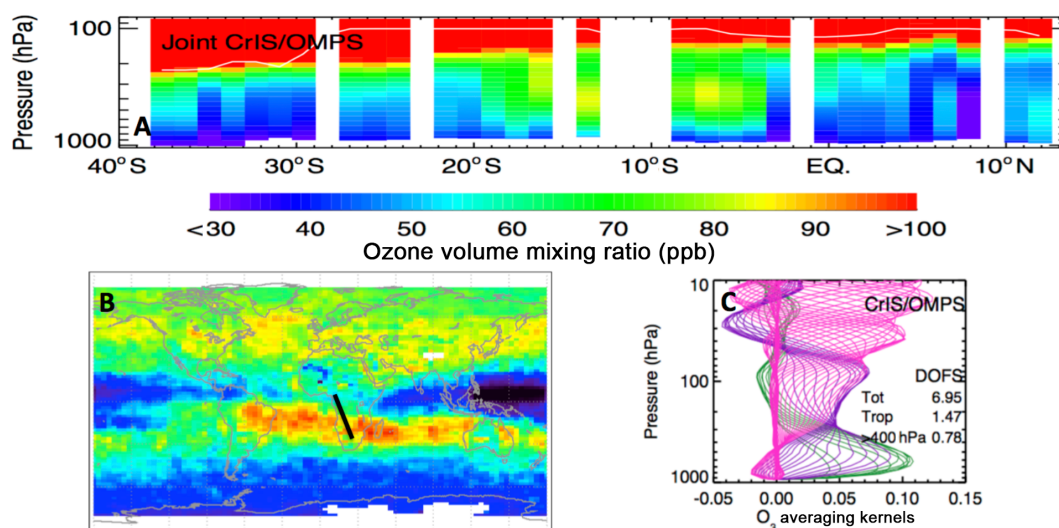 100
Joint CrIS/OMPS
Pressure (hPa)
A
1000
40°S 30°S 20°S 10°S EQ. 10°N
<30 40 50 60 70 80 90 >100
Ozone volume mixing ratio (ppb)
B
C
10
CrIS/OMPS
Pressure (hPa)
100
DOFS
Tot 6.95
Trop 1.47
>400 hPa 0.78
1000
-0.05 0.00 0.05 0.10 0.15
O3 averaging kernels